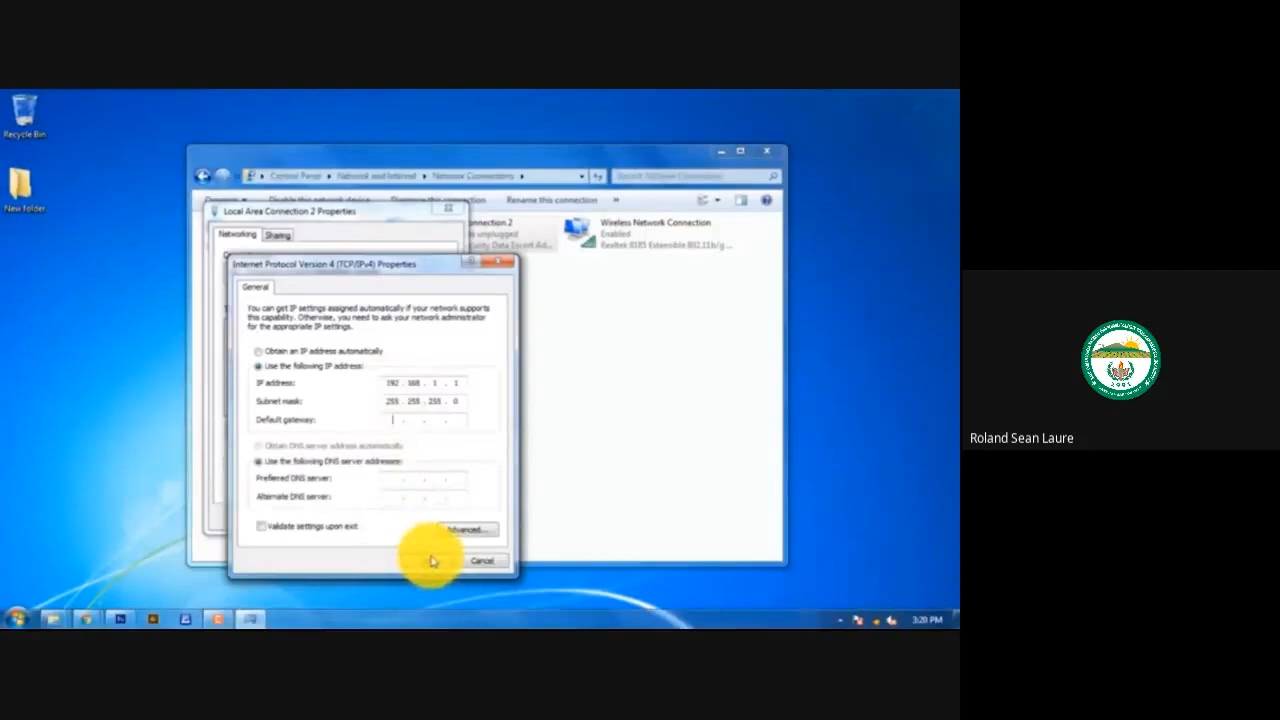 Recycle Bin
New folder
Control Panel ▸ Network and Internet ▸ Network Connections ▸
Search Network Connections
Disable this network device
Diagnose this connection
Rename this connection »
Local Area Connection 2 Properties
Networking
Sharing
nnection 2
unplugged
Wireless Network Connection
Enabled
Realtek 8185 Extensible 802.11b/g ...
Internet Protocol Version 4 (TCP/IPv4) Properties
General
You can get IP settings assigned automatically if your network supports
this capability. Otherwise, you need to ask your network administrator
for the appropriate IP settings.
Obtain an IP address automatically
Use the following IP address:
IP address: 192 . 168 . 1 . 1
Subnet mask: 255 . 255 . 255 . 0
Default gateway: . . .
Obtain DNS server address automatically
Use the following DNS server addresses:
Preferred DNS server: . . .
Alternate DNS server: . . .
Validate settings upon exit
Advanced...
Cancel
3:20 PM
Roland Sean Laure
2001